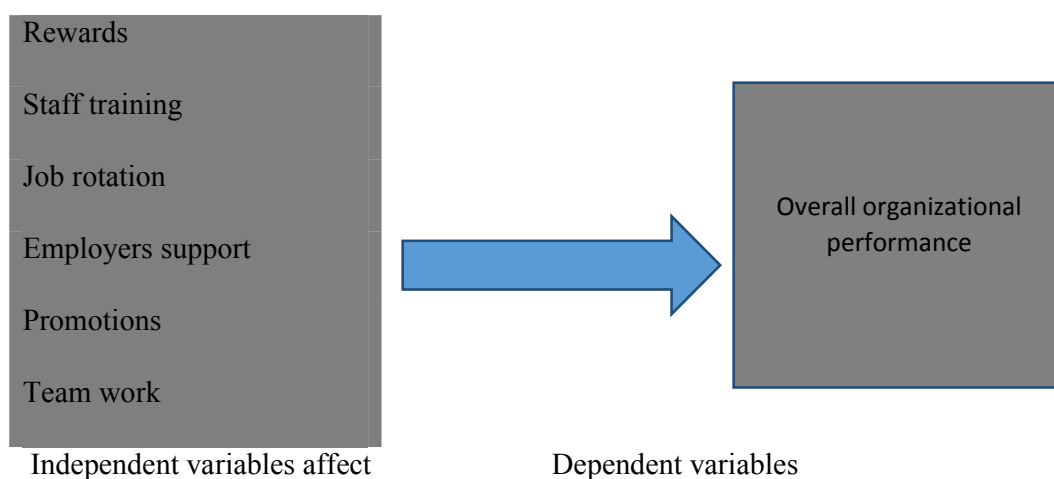 Rewards
Staff training
Job rotation
Employers support
Promotions
Team work
Overall organizational
performance
Independent variables affect
Dependent variables